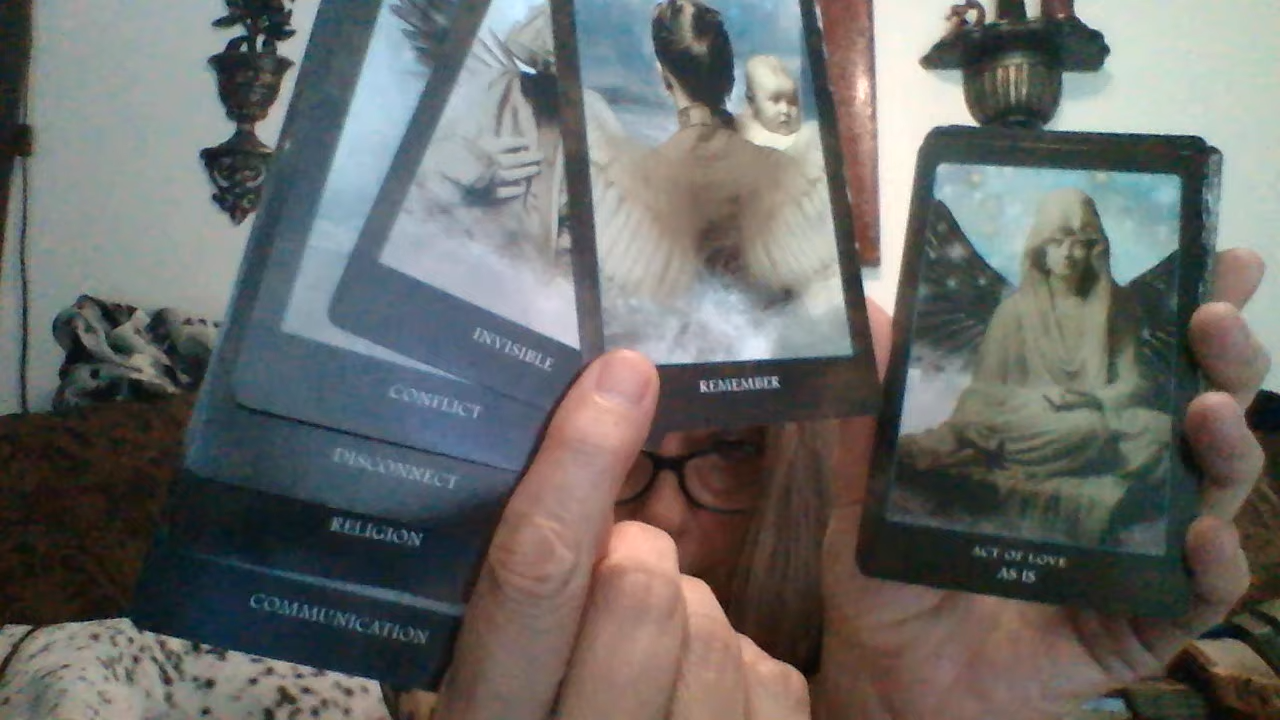 INVISIBLE
CONFLICT
DISCONNECT
RELIGION
COMMUNICATION
REMEMBER
ACT OF LOVE
AS IS